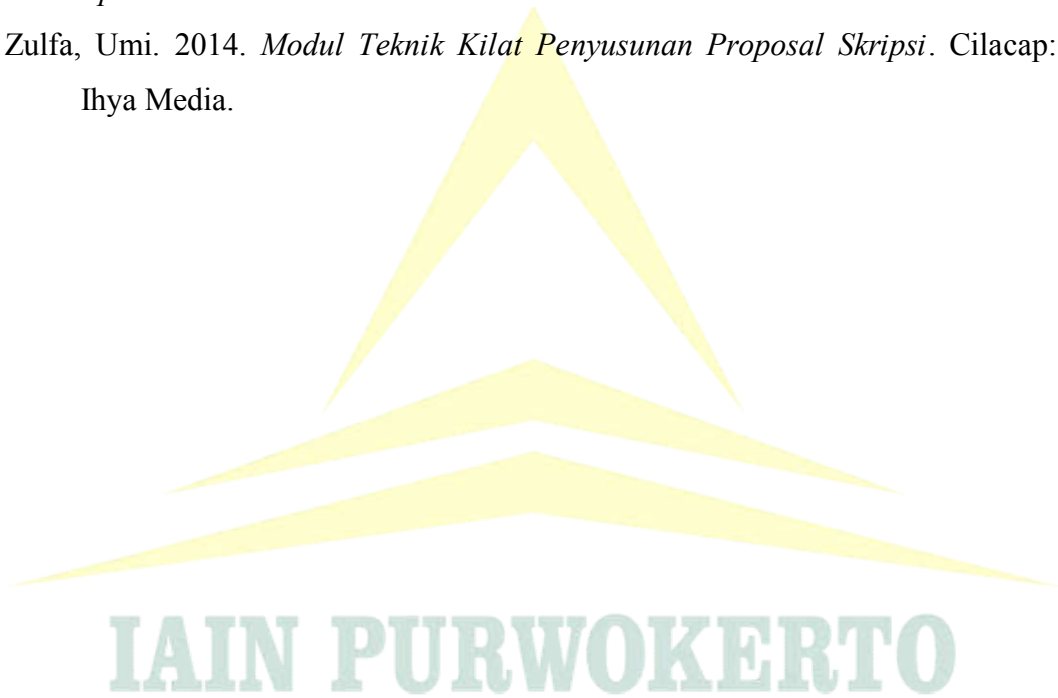 Zulfa, Umi. 2014. Modul Teknik Kilat Penyusunan Proposal Skripsi. Cilacap:
Ihya Media.
IAIN PURWOKERTO